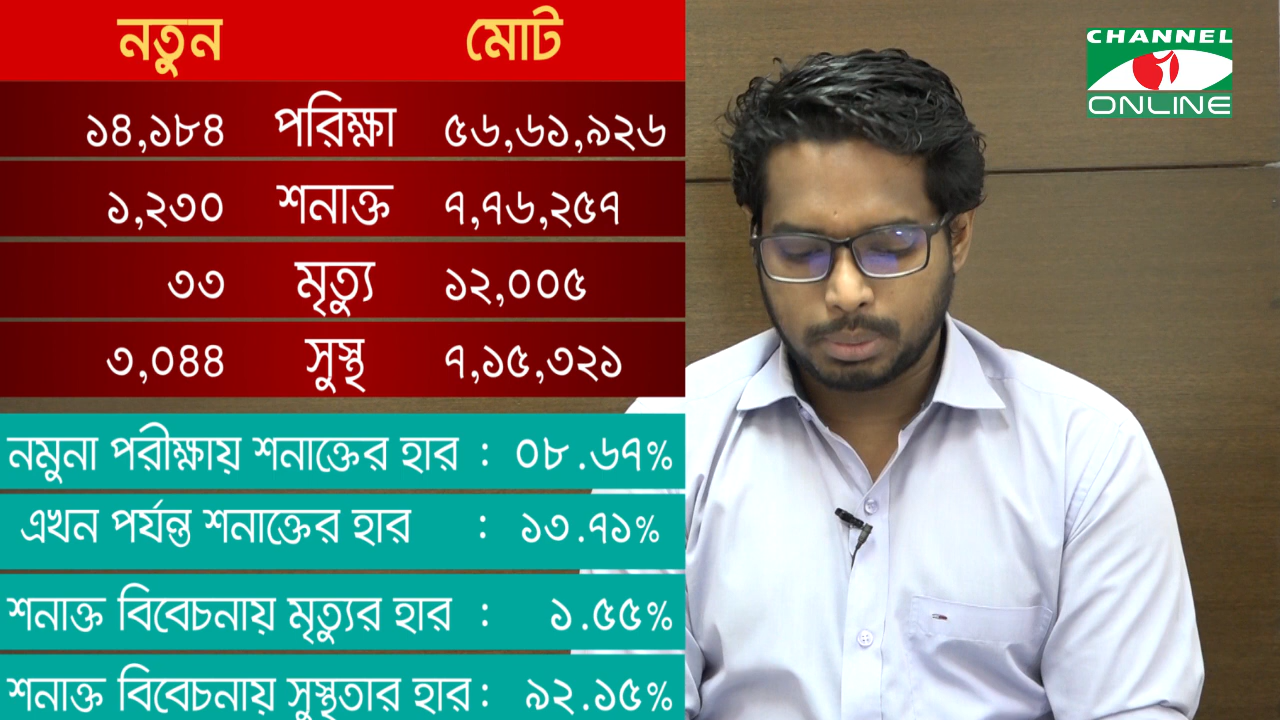 নতুন মোট
১৪,১৮৪ পরিক্ষা ৫৬,৬১,৯২৬
১,২৩০ শনাক্ত ৭,৭৬,২৫৭
৩৩ মৃত্যু ১২,০০৫
৩,০৪৪ সুস্থ ৭,১৫,৩২১
নমুনা পরীক্ষায় শনাক্তের হার : ০৮.৬৭%
এখন পর্যন্ত শনাক্তের হার : ১৩.৭১%
শনাক্ত বিবেচনায় মৃত্যুর হার : ১.৫৫%
শনাক্ত বিবেচনায় সুস্থতার হার : ৯২.১৫%
CHANNEL
ONLINE